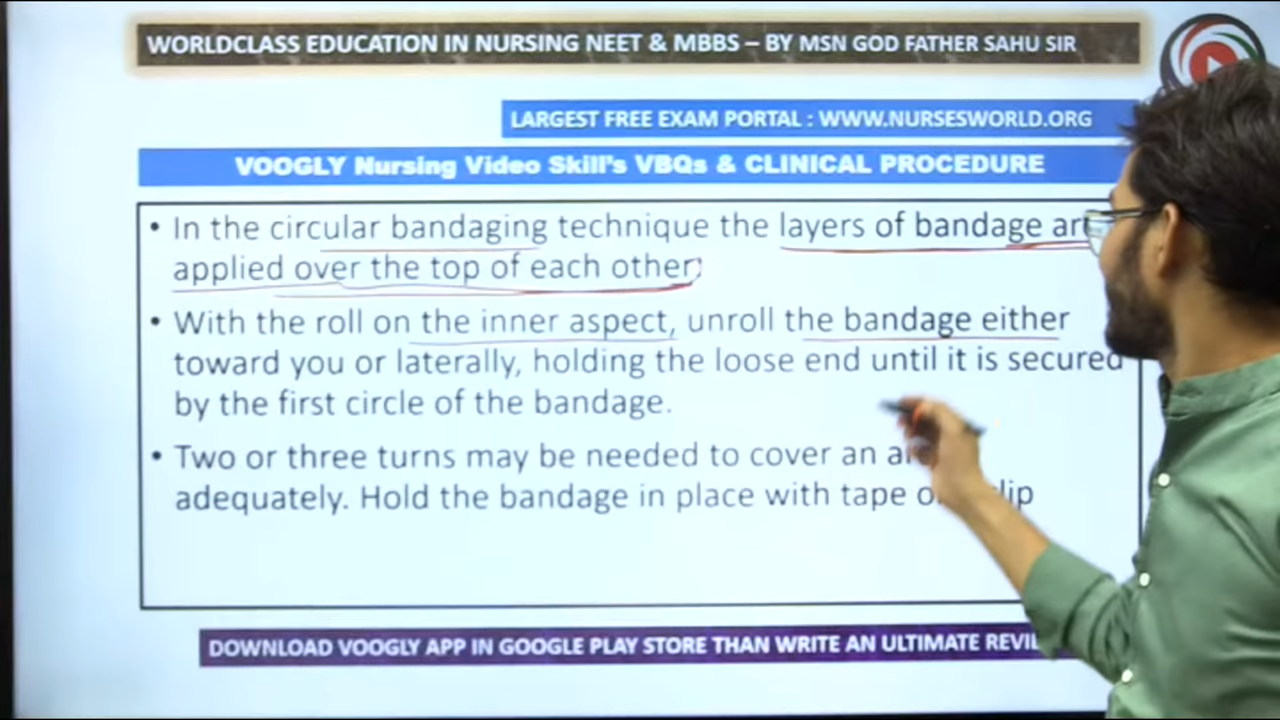 WORLDCLASS EDUCATION IN NURSING NEET & MBBS – BY MSN GOD FATHER SAHU SIR
LARGEST FREE EXAM PORTAL : WWW.NURSESWORLD.ORG
VOOGLY Nursing Video Skill's VBQs & CLINICAL PROCEDURE
• In the circular bandaging technique the layers of bandage
applied over the top of each other
• With the roll on the inner aspect, unroll the bandage either
toward you or laterally, holding the loose end until it is secured
by the first circle of the bandage.
• Two or three turns may be needed to cover an
adequately. Hold the bandage in place with tape
DOWNLOAD VOOGLY APP IN GOOGLE PLAY STORE THAN WRITE AN ULTIMATE